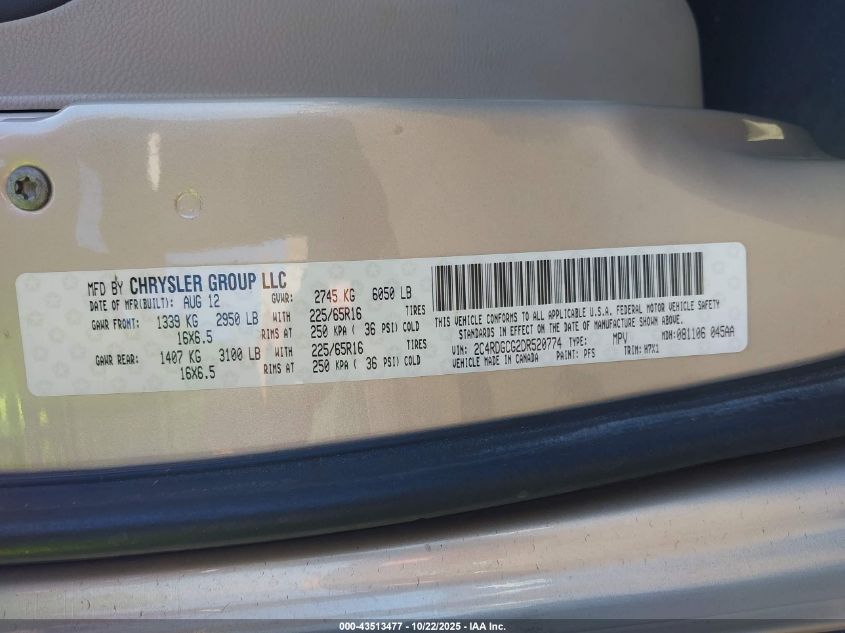 MFD BY CHRYSLER GROUP LLC
DATE OF MFR(BUILT): AUG 12 GVWR: 2745 KG 6050 LB
GAWR FRONT: 1339 KG 2950 LB WITH 225/65R16 TIRES
16X6.5 RIMS AT 250 KPA ( 36 PSI) COLD
GAWR REAR: 1407 KG 3100 LB WITH 225/65R16 TIRES
16X6.5 RIMS AT 250 KPA ( 36 PSI) COLD
THIS VEHICLE CONFORMS TO ALL APPLICABLE U.S.A. FEDERAL MOTOR VEHICLE SAFETY
STANDARDS IN EFFECT ON THE DATE OF MANUFACTURE SHOWN ABOVE.
VIN: 2C4RDGCG2DR520774 TYPE: MPV MDH: 081106 045AA
VEHICLE MADE IN CANADA PAINT: PFS TRIM: H7X1
000-43513477 - 10/22/2025 - IAA Inc.